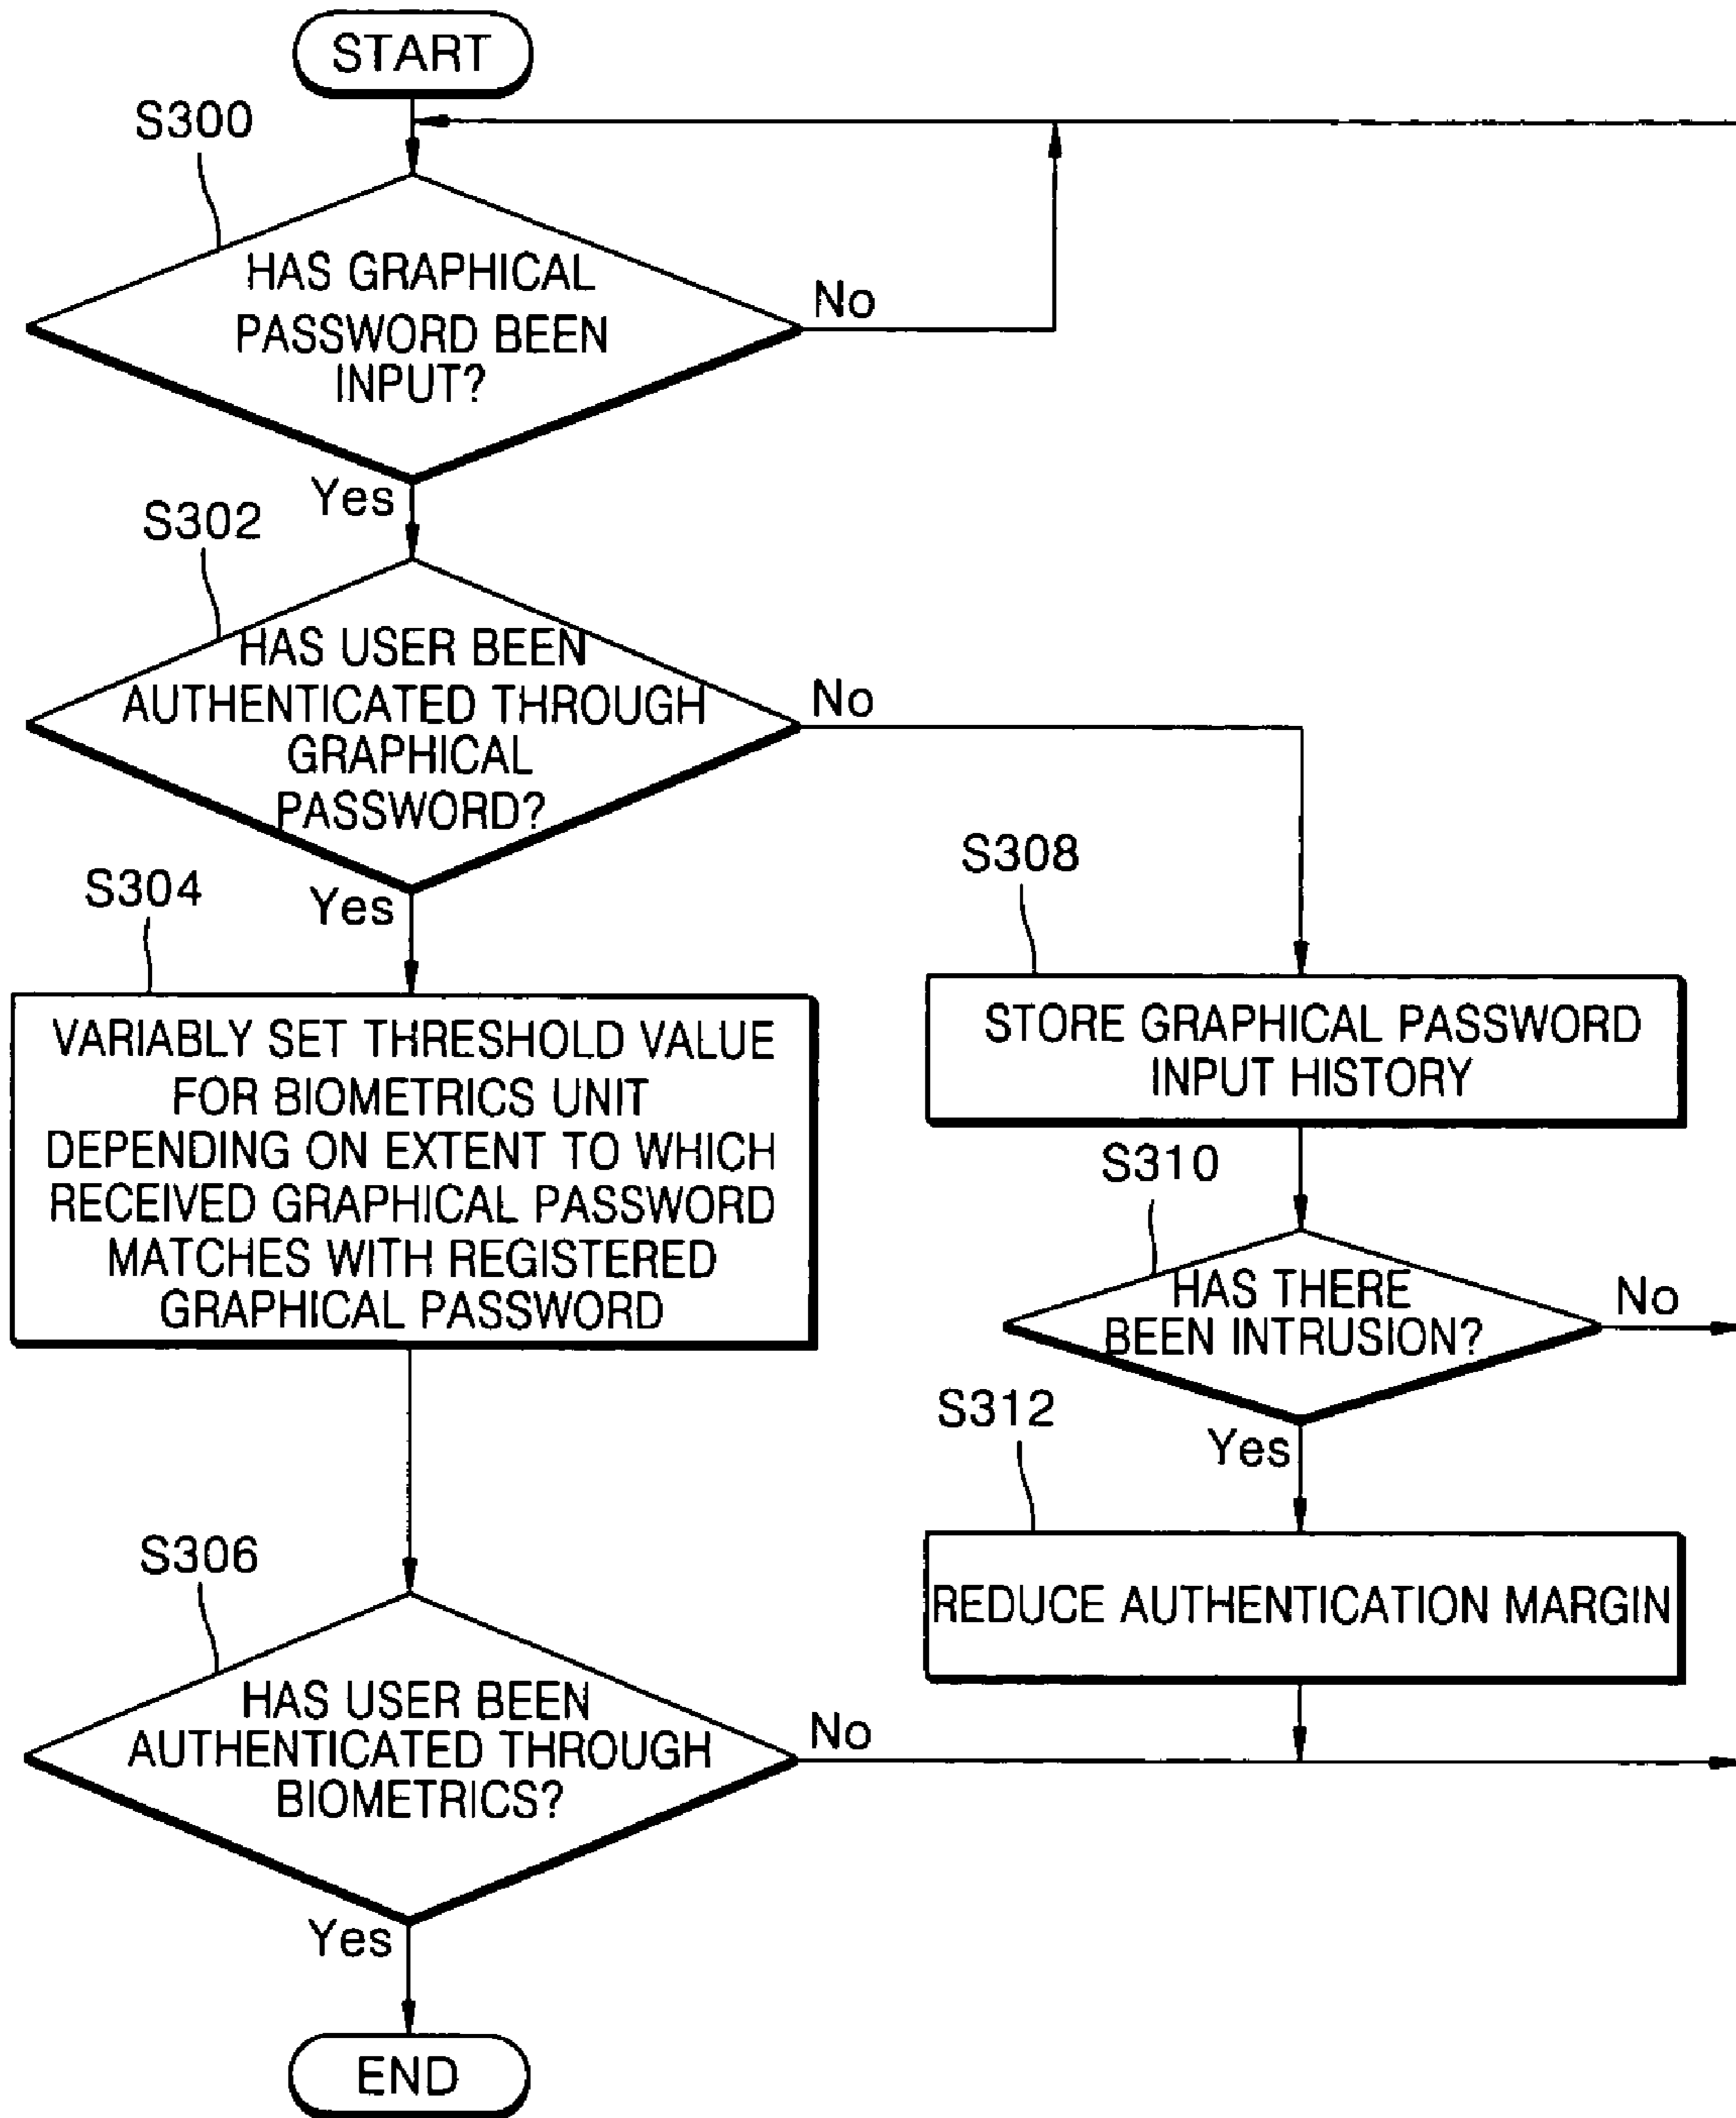 START
S300
HAS GRAPHICAL
PASSWORD BEEN
INPUT?
No
Yes
S302
HAS USER BEEN
AUTHENTICATED THROUGH
GRAPHICAL
PASSWORD?
No
Yes
S304
VARIABLY SET THRESHOLD VALUE
FOR BIOMETRICS UNIT
DEPENDING ON EXTENT TO WHICH
RECEIVED GRAPHICAL PASSWORD
MATCHES WITH REGISTERED
GRAPHICAL PASSWORD
S308
STORE GRAPHICAL PASSWORD
INPUT HISTORY
S310
HAS THERE
BEEN INTRUSION?
No
Yes
S312
REDUCE AUTHENTICATION MARGIN
S306
HAS USER BEEN
AUTHENTICATED THROUGH
BIOMETRICS?
No
Yes
END